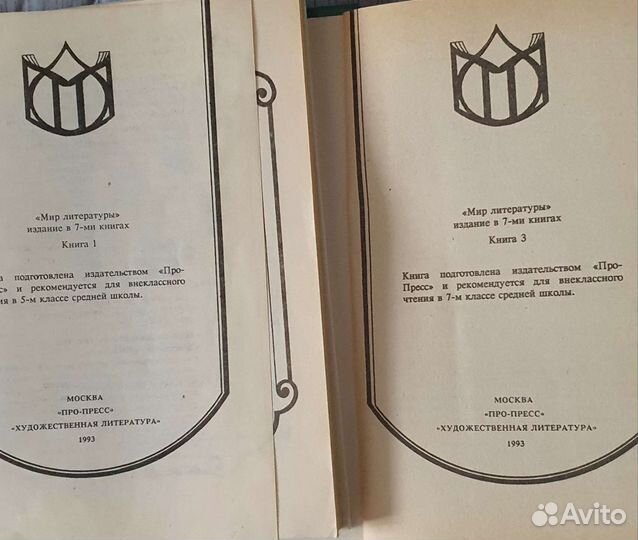 «Мир литературы»
издание в 7-ми книгах
Книга 1
подготовлена издательством «Про-
и рекомендуется для внеклассного
в 5-м классе средней школы.
МОСКВА
«ПРО-ПРЕСС»
«ХУДОЖЕСТВЕННАЯ ЛИТЕРАТУРА»
1993
«Мир литературы»
издание в 7-ми книгах
Книга 3
Книга подготовлена издательством «Про-
Пресс» и рекомендуется для внеклассного
чтения в 7-м классе средней школы.
МОСКВА
«ПРО-ПРЕСС»
«ХУДОЖЕСТВЕННАЯ ЛИТЕРАТУРА»
1993
Avito